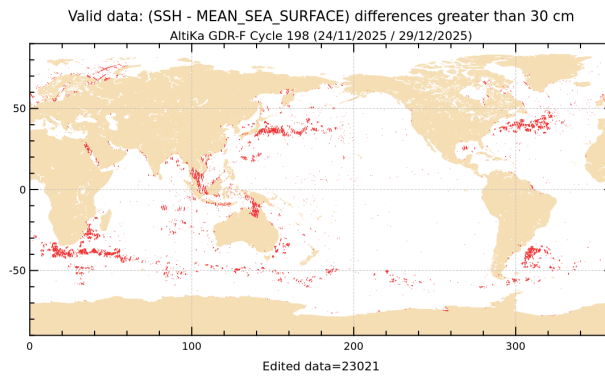 Valid data: (SSH - MEAN_SEA_SURFACE) differences greater than 30 cm
AltiKa GDR-F Cycle 198 (24/11/2025 / 29/12/2025)
50
0
-50
0
100
200
300
Edited data=23021